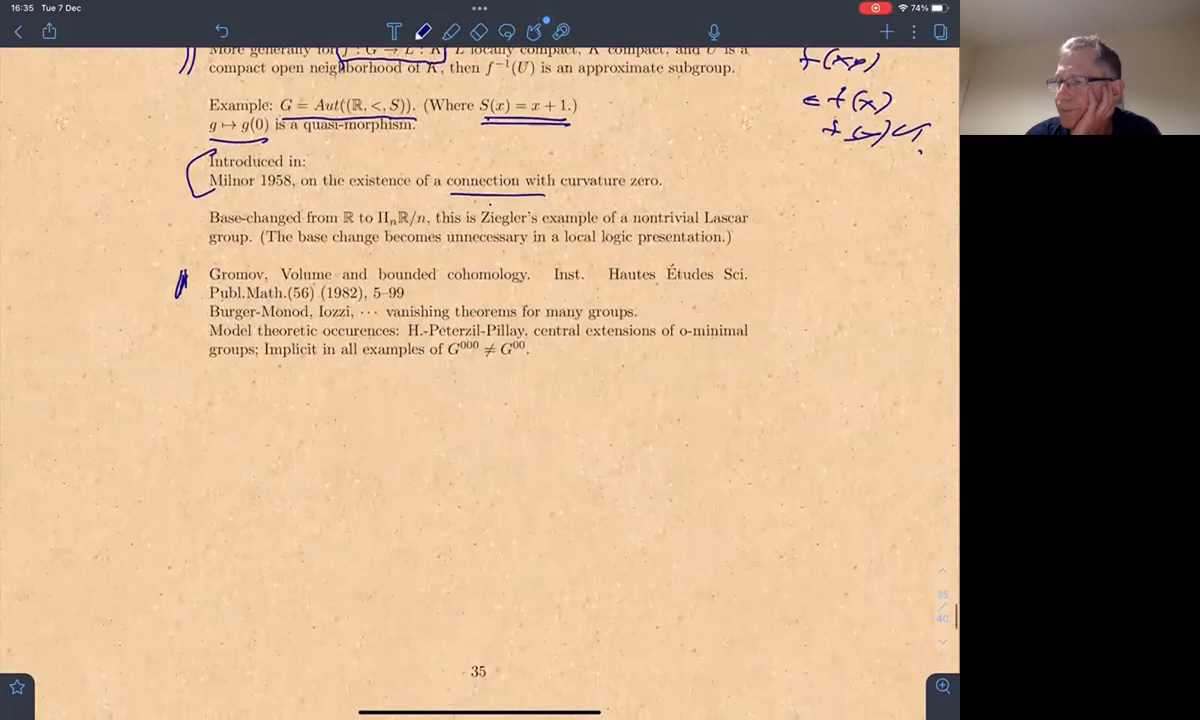 16:35 Tue 7 Dec
74%
More generally for f : G → L : K, L locally compact, K compact, and U is a
compact open neighborhood of K, then f⁻¹(U) is an approximate subgroup.
f(xy)
∈ f(x)
Example: G = Aut((ℝ, <, S)). (Where S(x) = x + 1.)
g ↦ g(0) is a quasi-morphism.
Introduced in:
Milnor 1958, on the existence of a connection with curvature zero.
Base-changed from ℝ to Πₙℝ/n, this is Ziegler's example of a nontrivial Lascar
group. (The base change becomes unnecessary in a local logic presentation.)
Gromov, Volume and bounded cohomology. Inst. Hautes Études Sci.
Publ.Math.(56) (1982), 5–99
Burger-Monod, Iozzi, ⋯ vanishing theorems for many groups.
Model theoretic occurences: H.-Peterzil-Pillay, central extensions of o-minimal
groups; Implicit in all examples of G⁰⁰⁰ ≠ G⁰⁰.
35
/
40
35